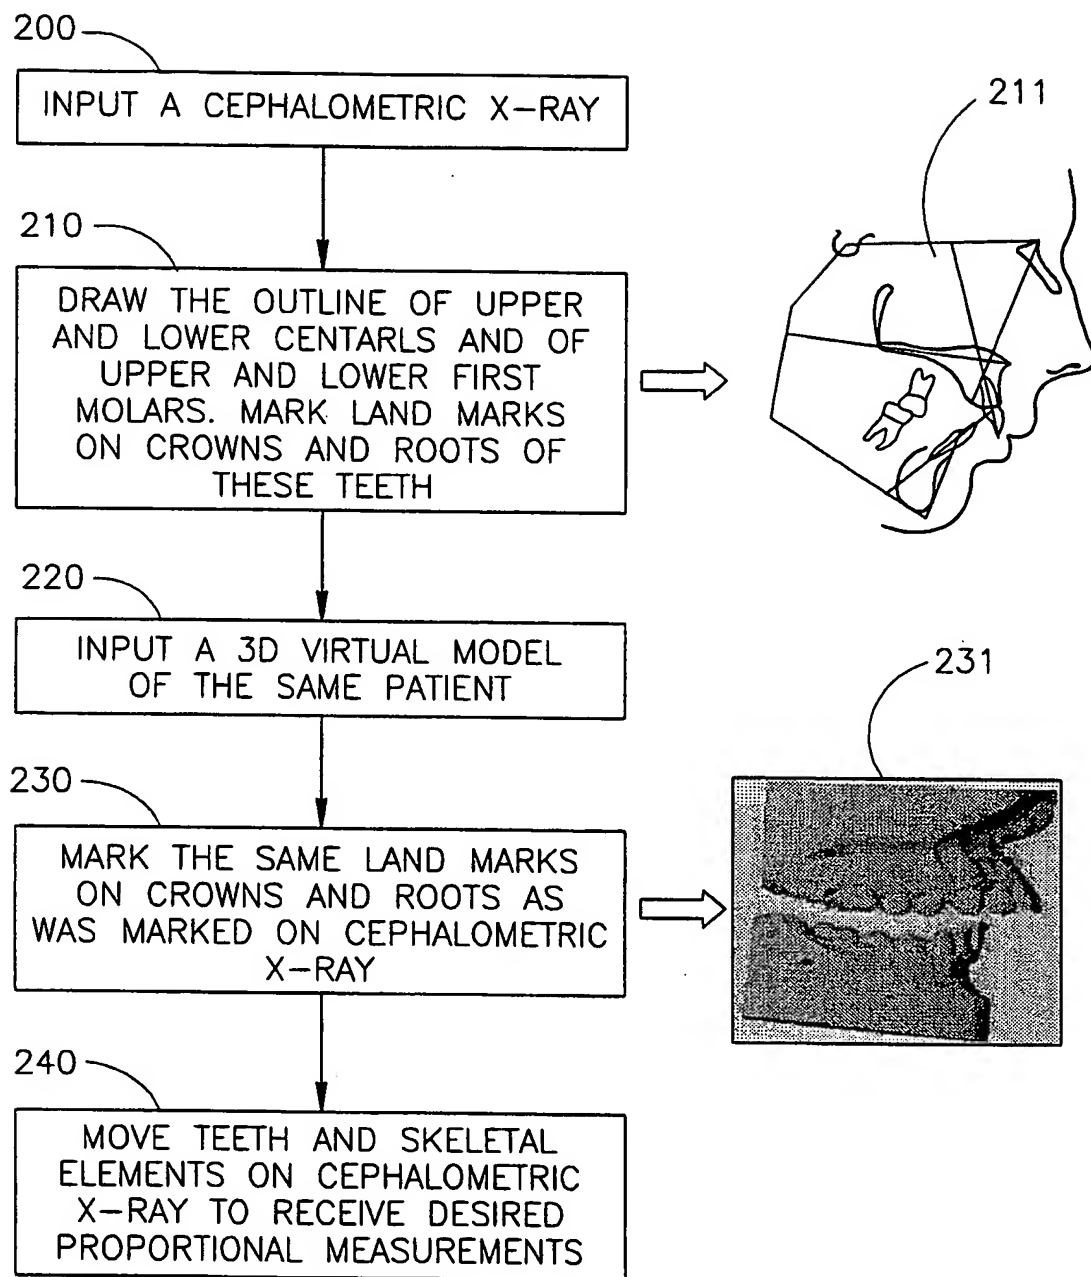 200
INPUT A CEPHALOMETRIC X-RAY
211
210
DRAW THE OUTLINE OF UPPER
AND LOWER CENTARLS AND OF
UPPER AND LOWER FIRST
MOLARS. MARK LAND MARKS
ON CROWNS AND ROOTS OF
THESE TEETH
220
INPUT A 3D VIRTUAL MODEL
OF THE SAME PATIENT
231
230
MARK THE SAME LAND MARKS
ON CROWNS AND ROOTS AS
WAS MARKED ON CEPHALOMETRIC
X-RAY
240
MOVE TEETH AND SKELETAL
ELEMENTS ON CEPHALOMETRIC
X-RAY TO RECEIVE DESIRED
PROPORTIONAL MEASUREMENTS